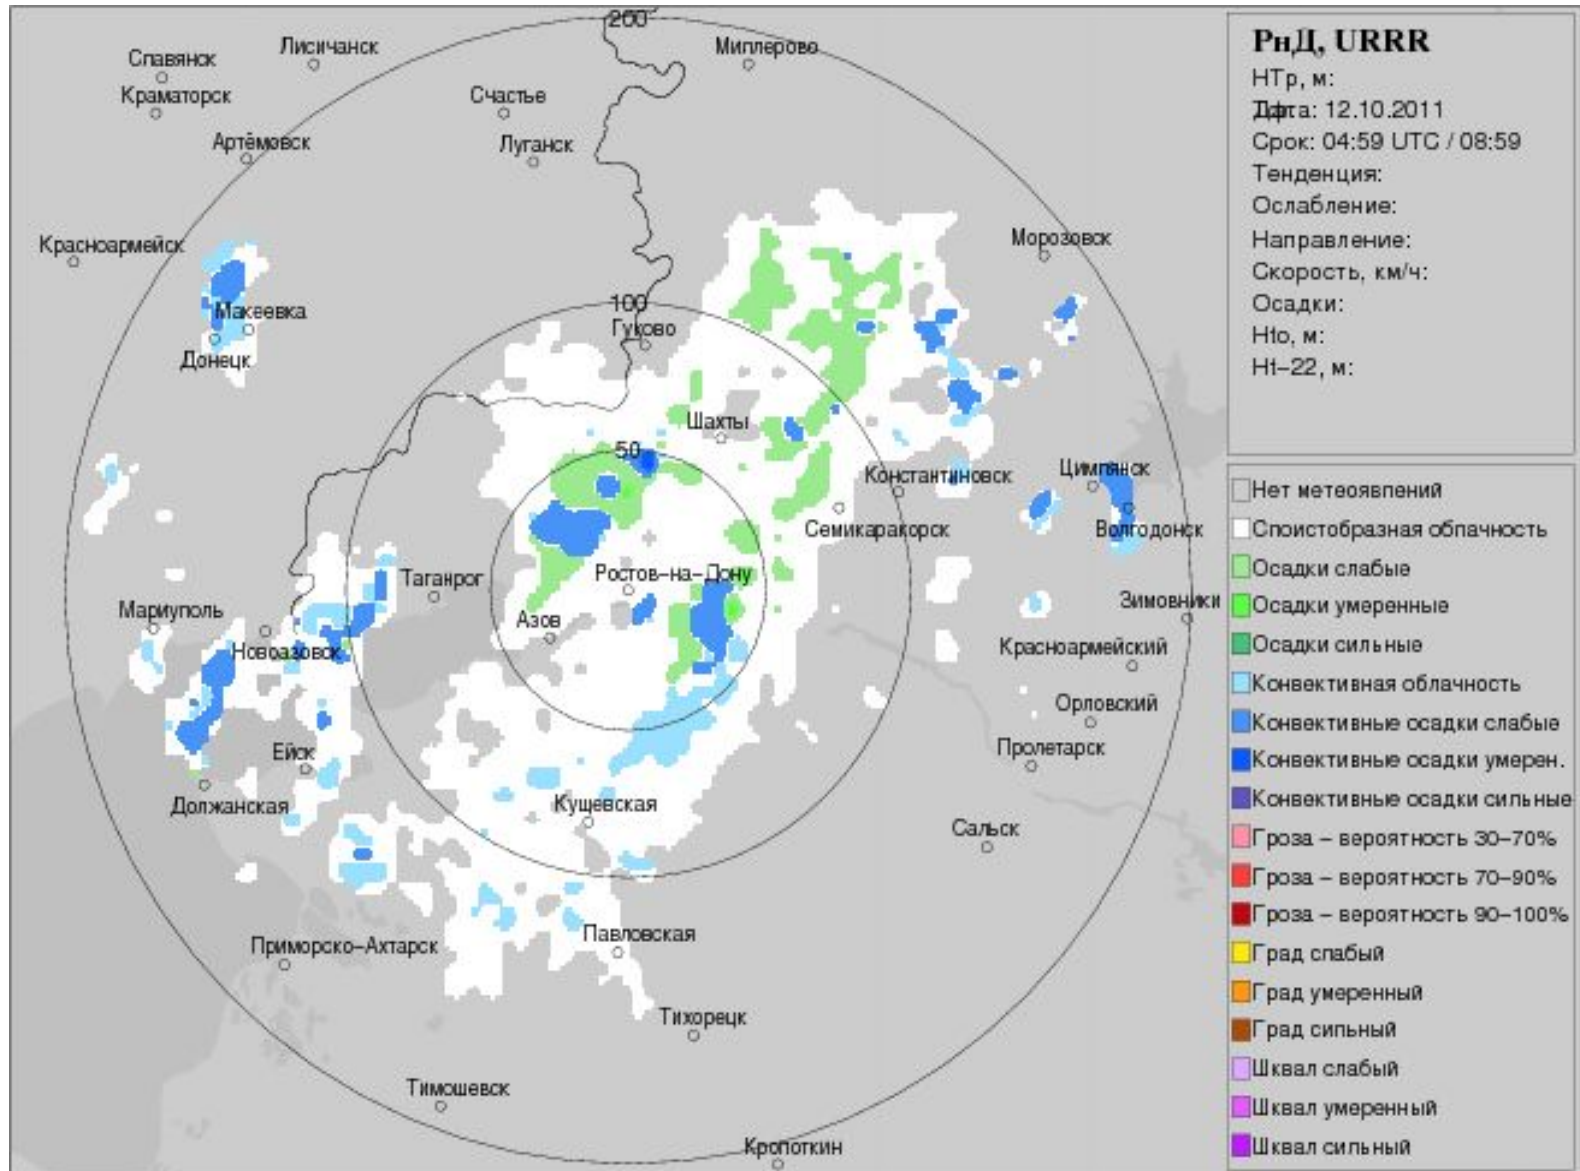 200
Лисичанск
Миллерово
Славянск
Краматорск
Счастье
Артёмовск
Луганск
Красноармейск
Морозовск
100
Макеевка
Гуково
Донецк
Шахты
50
Константиновск
Цимлянск
Семикаракорск
Волгодонск
Таганрог
Ростов-на-Дону
Мариуполь
Зимовники
Азов
Новоазовск
Красноармейский
Орловский
Ейск
Пролетарск
Должанская
Кущевская
Сальск
Павловская
Приморско-Ахтарск
Тихорецк
Тимошевск
Кропоткин
РнД, URRR
НТр, м:
Дата: 12.10.2011
Срок: 04:59 UTC / 08:59
Тенденция:
Ослабление:
Направление:
Скорость, км/ч:
Осадки:
Hto, м:
Ht-22, м:
Нет метеоявлений
Слоистобразная облачность
Осадки слабые
Осадки умеренные
Осадки сильные
Конвективная облачность
Конвективные осадки слабые
Конвективные осадки умерен.
Конвективные осадки сильные
Гроза - вероятность 30-70%
Гроза - вероятность 70-90%
Гроза - вероятность 90-100%
Град слабый
Град умеренный
Град сильный
Шквал слабый
Шквал умеренный
Шквал сильный